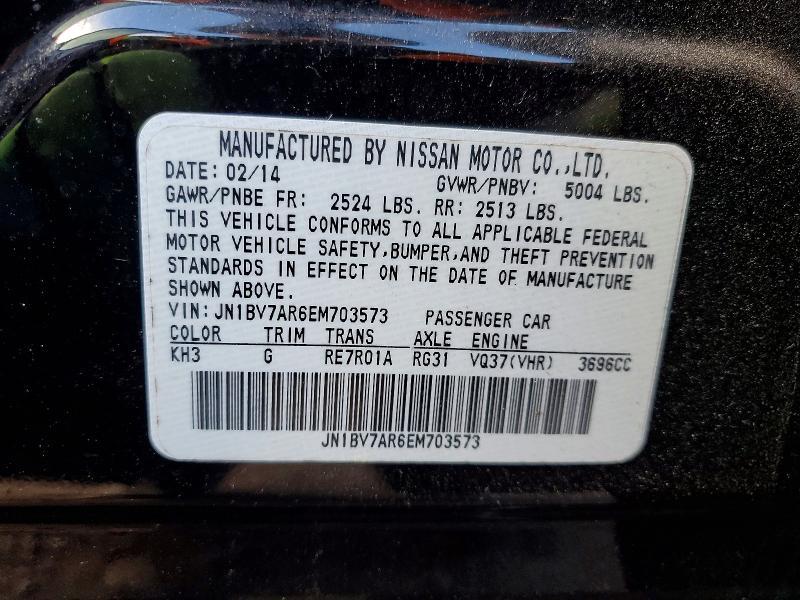 MANUFACTURED BY NISSAN MOTOR CO.,LTD.
DATE: 02/14 GVWR/PNBV: 5004 LBS.
GAWR/PNBE FR: 2524 LBS. RR: 2513 LBS.
THIS VEHICLE CONFORMS TO ALL APPLICABLE FEDERAL
MOTOR VEHICLE SAFETY,BUMPER,AND THEFT PREVENTION
STANDARDS IN EFFECT ON THE DATE OF MANUFACTURE
SHOWN ABOVE.
VIN:JN1BV7AR6EM703573 PASSENGER CAR
COLOR TRIM TRANS AXLE ENGINE
KH3 G RE7R01A RG31 VQ37(VHR) 3696CC
JN1BV7AR6EM703573